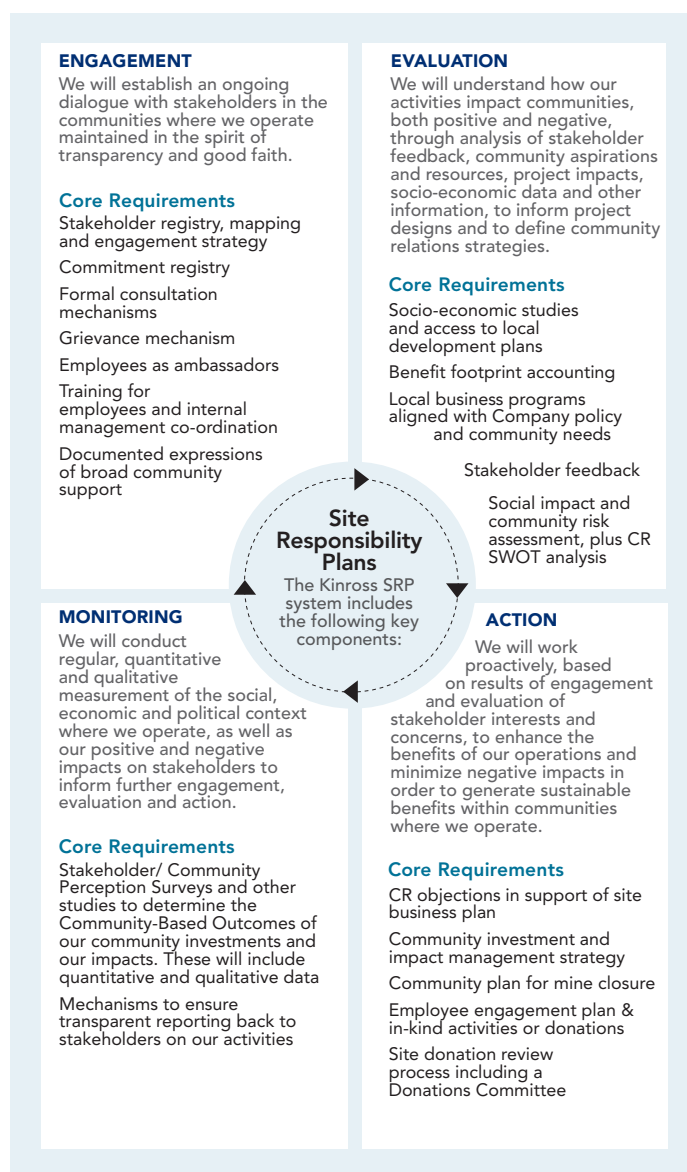 ENGAGEMENT
We will establish an ongoing
dialogue with stakeholders in the
communities where we operate
maintained in the spirit of
transparency and good faith.
Core Requirements
Stakeholder registry, mapping
and engagement strategy
Commitment registry
Formal consultation
mechanisms
Grievance mechanism
Employees as ambassadors
Training for
employees and internal
management co-ordination
Documented expressions
of broad community
support
EVALUATION
We will understand how our
activities impact communities,
both positive and negative,
through analysis of stakeholder
feedback, community aspirations
and resources, project impacts,
socio-economic data and other
information, to inform project
designs and to define community
relations strategies.
Core Requirements
Socio-economic studies
and access to local
development plans
Benefit footprint accounting
Local business programs
aligned with Company policy
and community needs
Stakeholder feedback
Social impact and
community risk
assessment, plus CR
SWOT analysis
Site
Responsibility
Plans
The Kinross SRP
system includes
the following key
components:
MONITORING
We will conduct
regular, quantitative
and qualitative
measurement of the social,
economic and political context
where we operate, as well as
our positive and negative
impacts on stakeholders to
inform further engagement,
evaluation and action.
Core Requirements
Stakeholder/ Community
Perception Surveys and other
studies to determine the
Community-Based Outcomes of
our community investments and
our impacts. These will include
quantitative and qualitative data
Mechanisms to ensure
transparent reporting back to
stakeholders on our activities
ACTION
We will work
proactively, based
on results of engagement
and evaluation of
stakeholder interests and
concerns, to enhance the
benefits of our operations and
minimize negative impacts in
order to generate sustainable
benefits within communities
where we operate.
Core Requirements
CR objections in support of site
business plan
Community investment and
impact management strategy
Community plan for mine closure
Employee engagement plan &
in-kind activities or donations
Site donation review
process including a
Donations Committee